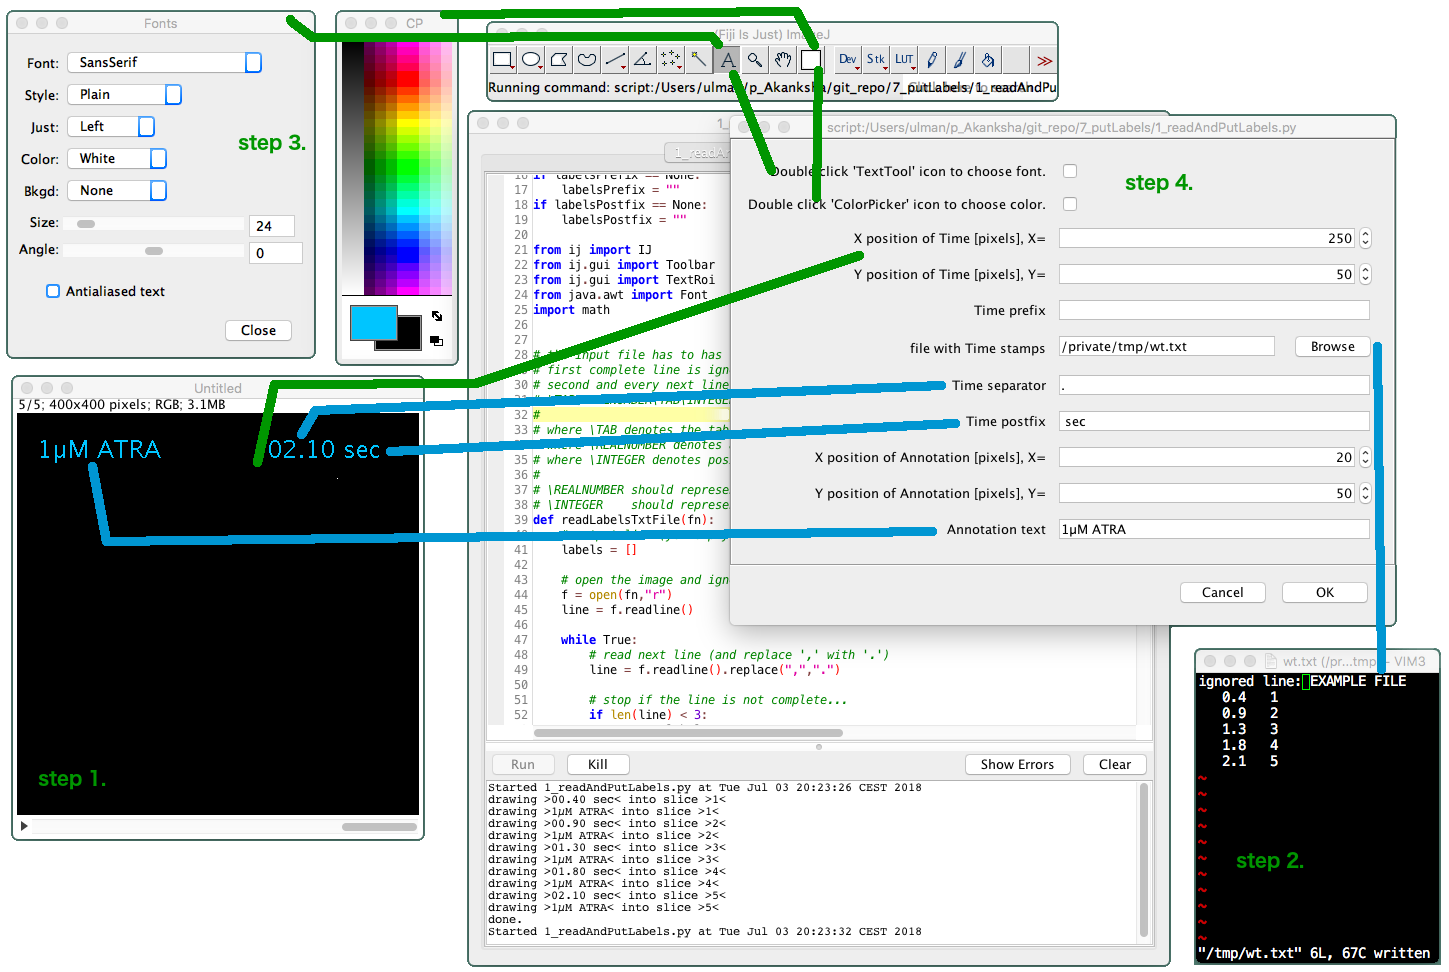 Fonts
Font: SansSerif
Style: Plain
Just: Left
Color: White
Bkgd: None
Size: 24
Angle: 0
Antialiased text
Close
step 3.
CP
(Fiji Is Just) ImageJ
A
Dev Stk LUT
Running command: script:/Users/ulman/p_Akanksha/git_repo/7_putLabels/1_readAndPu
Untitled
5/5; 400x400 pixels; RGB; 3.1MB
1µM ATRA 02.10 sec
step 1.
16 if labelsPrefix == None:
17 labelsPrefix = ""
18 if labelsPostfix == None:
19 labelsPostfix = ""
20
21 from ij import IJ
22 from ij.gui import Toolbar
23 from ij.gui import TextRoi
24 from java.awt import Font
25 import math
26
27
28 # the input file has to has
29 # first complete line is ign
30 # second and every next line
31
32 #
33 # where \TAB denotes the tab
where \REALNUMBER denotes
35 # where \INTEGER denotes pos
36 #
37 # \REALNUMBER should represe
38 # \INTEGER should represe
39 def readLabelsTxtFile(fn):
41 labels = []
42
43 # open the image and ign
44 f = open(fn,"r")
45 line = f.readline()
46
47 while True:
48 # read next line (and replace ',' with '.')
49 line = f.readline().replace(",",".")
50
51 # stop if the line is not complete...
52 if len(line) < 3:
Run Kill Show Errors Clear
Started 1_readAndPutLabels.py at Tue Jul 03 20:23:26 CEST 2018
drawing >00.40 sec< into slice >1<
drawing >1µM ATRA< into slice >1<
drawing >00.90 sec< into slice >2<
drawing >1µM ATRA< into slice >2<
drawing >01.30 sec< into slice >3<
drawing >1µM ATRA< into slice >3<
drawing >01.80 sec< into slice >4<
drawing >1µM ATRA< into slice >4<
drawing >02.10 sec< into slice >5<
drawing >1µM ATRA< into slice >5<
done.
Started 1_readAndPutLabels.py at Tue Jul 03 20:23:32 CEST 2018
script:/Users/ulman/p_Akanksha/git_repo/7_putLabels/1_readAndPutLabels.py
Double click 'TextTool' icon to choose font.
Double click 'ColorPicker' icon to choose color.
step 4.
X position of Time [pixels], X= 250
Y position of Time [pixels], Y= 50
Time prefix
file with Time stamps /private/tmp/wt.txt Browse
Time separator .
Time postfix sec
X position of Annotation [pixels], X= 20
Y position of Annotation [pixels], Y= 50
Annotation text 1µM ATRA
Cancel OK
wt.txt (/pr...tmp) - VIM3
ignored line: EXAMPLE FILE
0.4 1
0.9 2
1.3 3
1.8 4
2.1 5
~
~
~
~
~
~
~
~
~
~
~
step 2.
"/tmp/wt.txt" 6L, 67C written